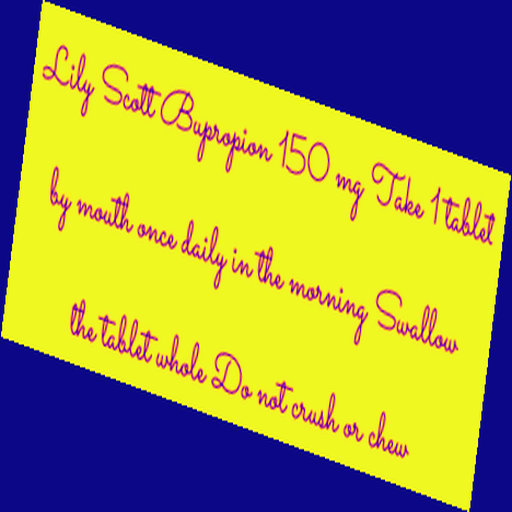 Lily Scott Bupropion 150 mg Take 1 tablet
by mouth once daily in the morning Swallow
the tablet whole Do not crush or chew